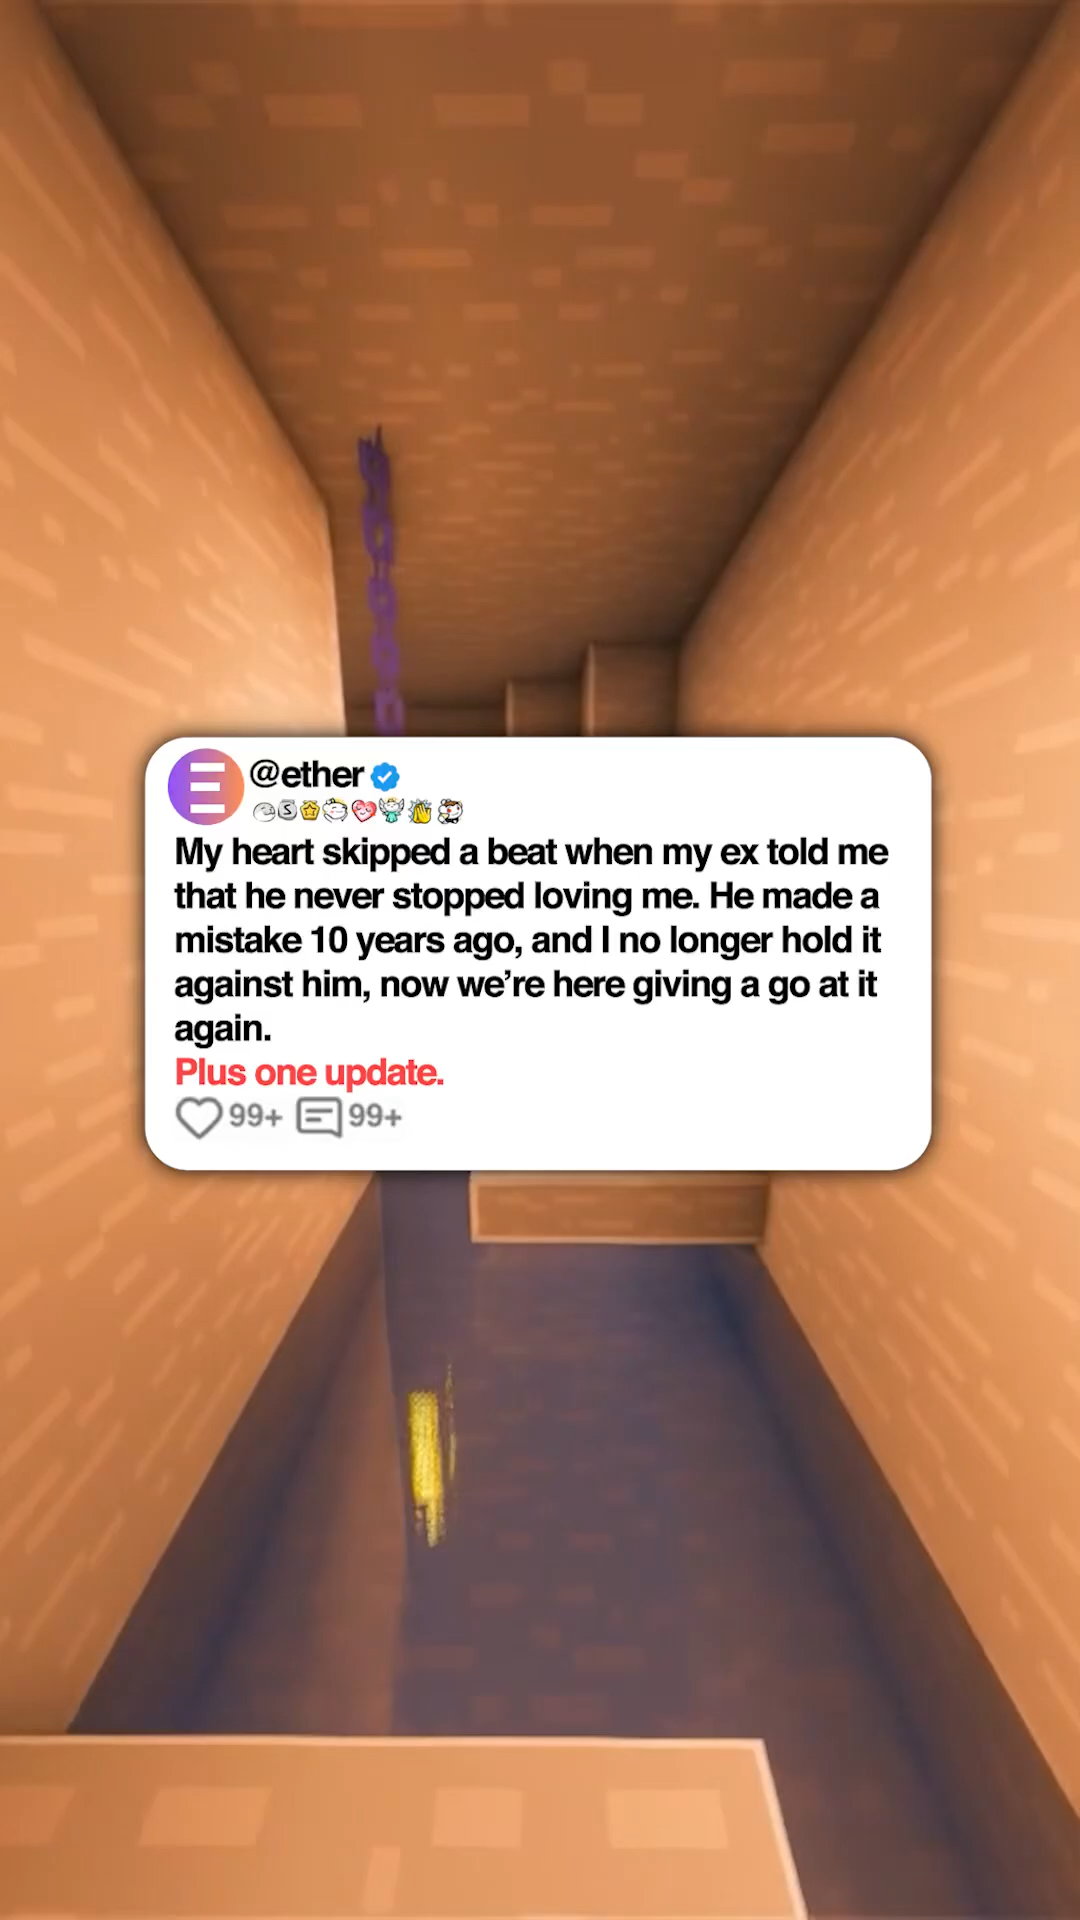 @ether
My heart skipped a beat when my ex told me
that he never stopped loving me. He made a
mistake 10 years ago, and I no longer hold it
against him, now we’re here giving a go at it
again.
Plus one update.
99+ 99+